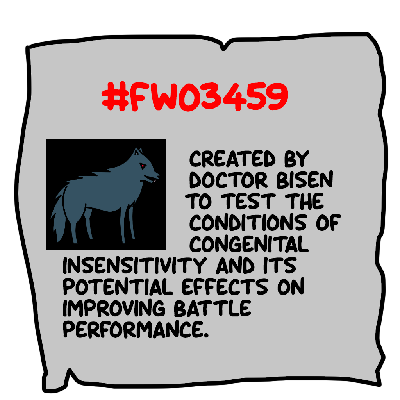 #FW03459
CREATED BY
DOCTOR BISEN
TO TEST THE
CONDITIONS OF
CONGENITAL
INSENSITIVITY AND ITS
POTENTIAL EFFECTS ON
IMPROVING BATTLE
PERFORMANCE.